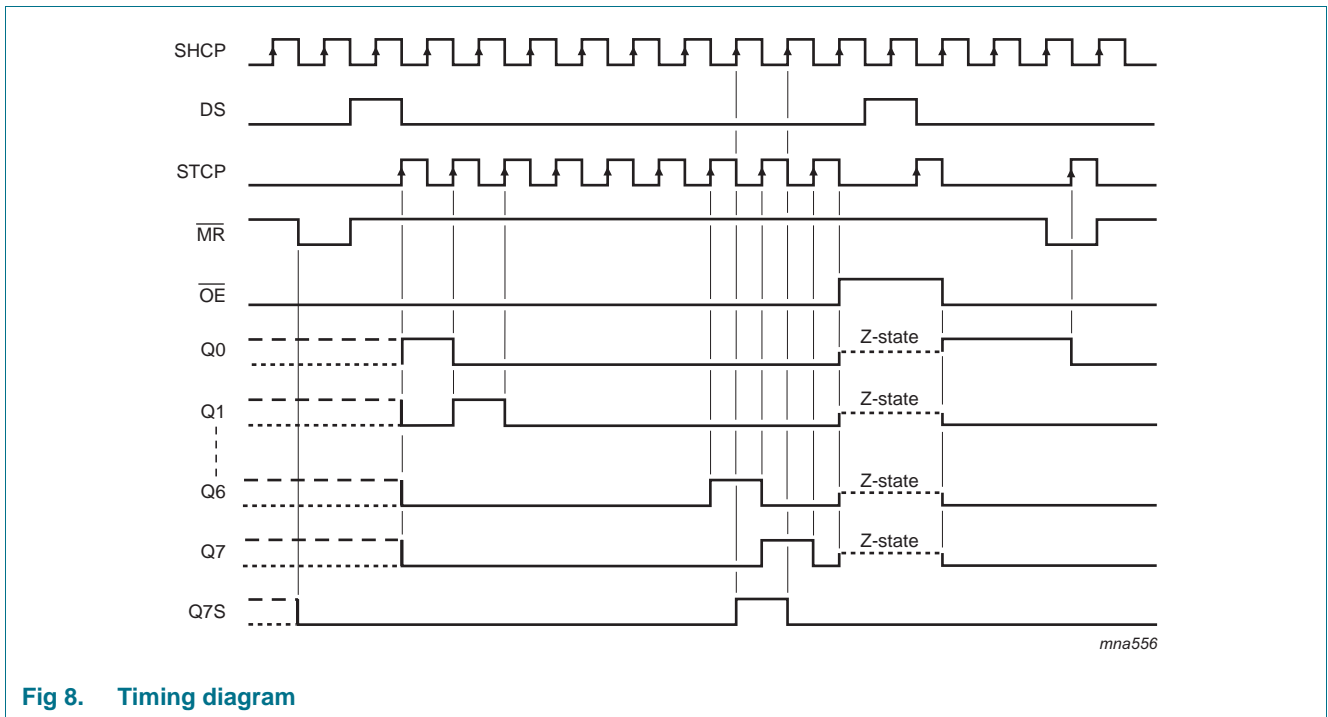 SHCP
DS
STCP
MR
OE
Q0
Z-state
Q1
Z-state
Q6
Z-state
Q7
Z-state
Q7S
mna556
Fig 8. Timing diagram